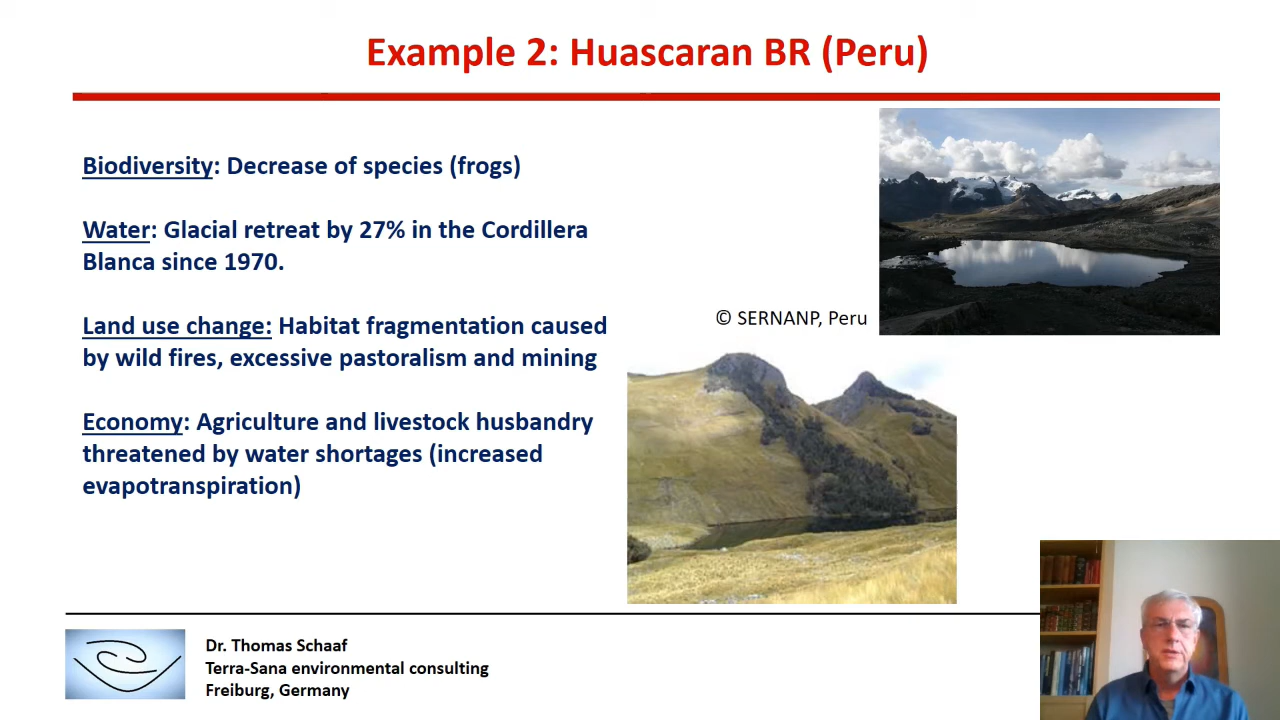 Example 2: Huascaran BR (Peru)
Biodiversity: Decrease of species (frogs)
Water: Glacial retreat by 27% in the Cordillera
Blanca since 1970.
Land use change: Habitat fragmentation caused
by wild fires, excessive pastoralism and mining
Economy: Agriculture and livestock husbandry
threatened by water shortages (increased
evapotranspiration)
© SERNANP, Peru
Dr. Thomas Schaaf
Terra-Sana environmental consulting
Freiburg, Germany